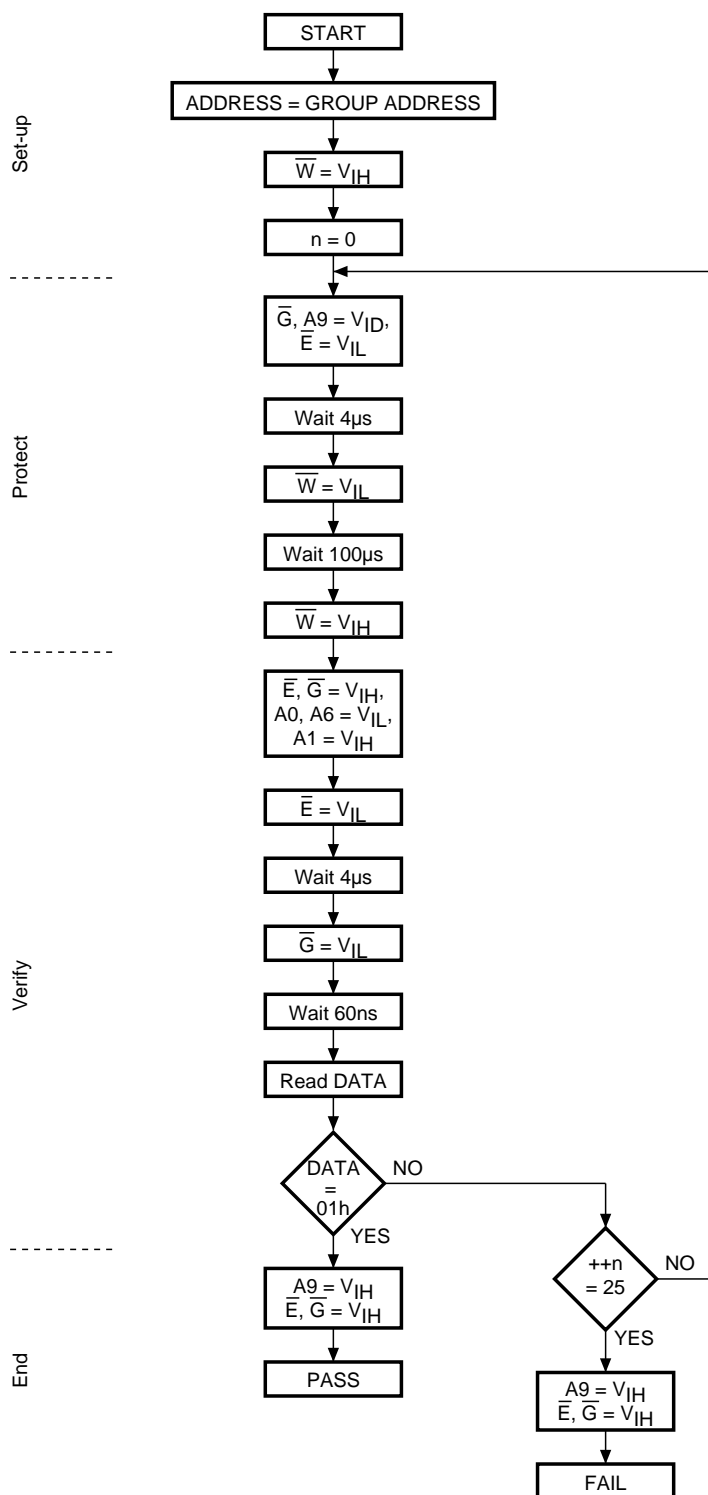 START
ADDRESS = GROUP ADDRESS
Set-up
W̅ = VIH
n = 0
G̅, A9 = VID,
E̅ = VIL
Wait 4µs
Protect
W̅ = VIL
Wait 100µs
W̅ = VIH
E̅, G̅ = VIH,
A0, A6 = VIL,
A1 = VIH
E̅ = VIL
Wait 4µs
G̅ = VIL
Verify
Wait 60ns
Read DATA
DATA
=
01h
NO
YES
++n
= 25
NO
YES
A9 = VIH
E̅, G̅ = VIH
End
PASS
A9 = VIH
E̅, G̅ = VIH
FAIL